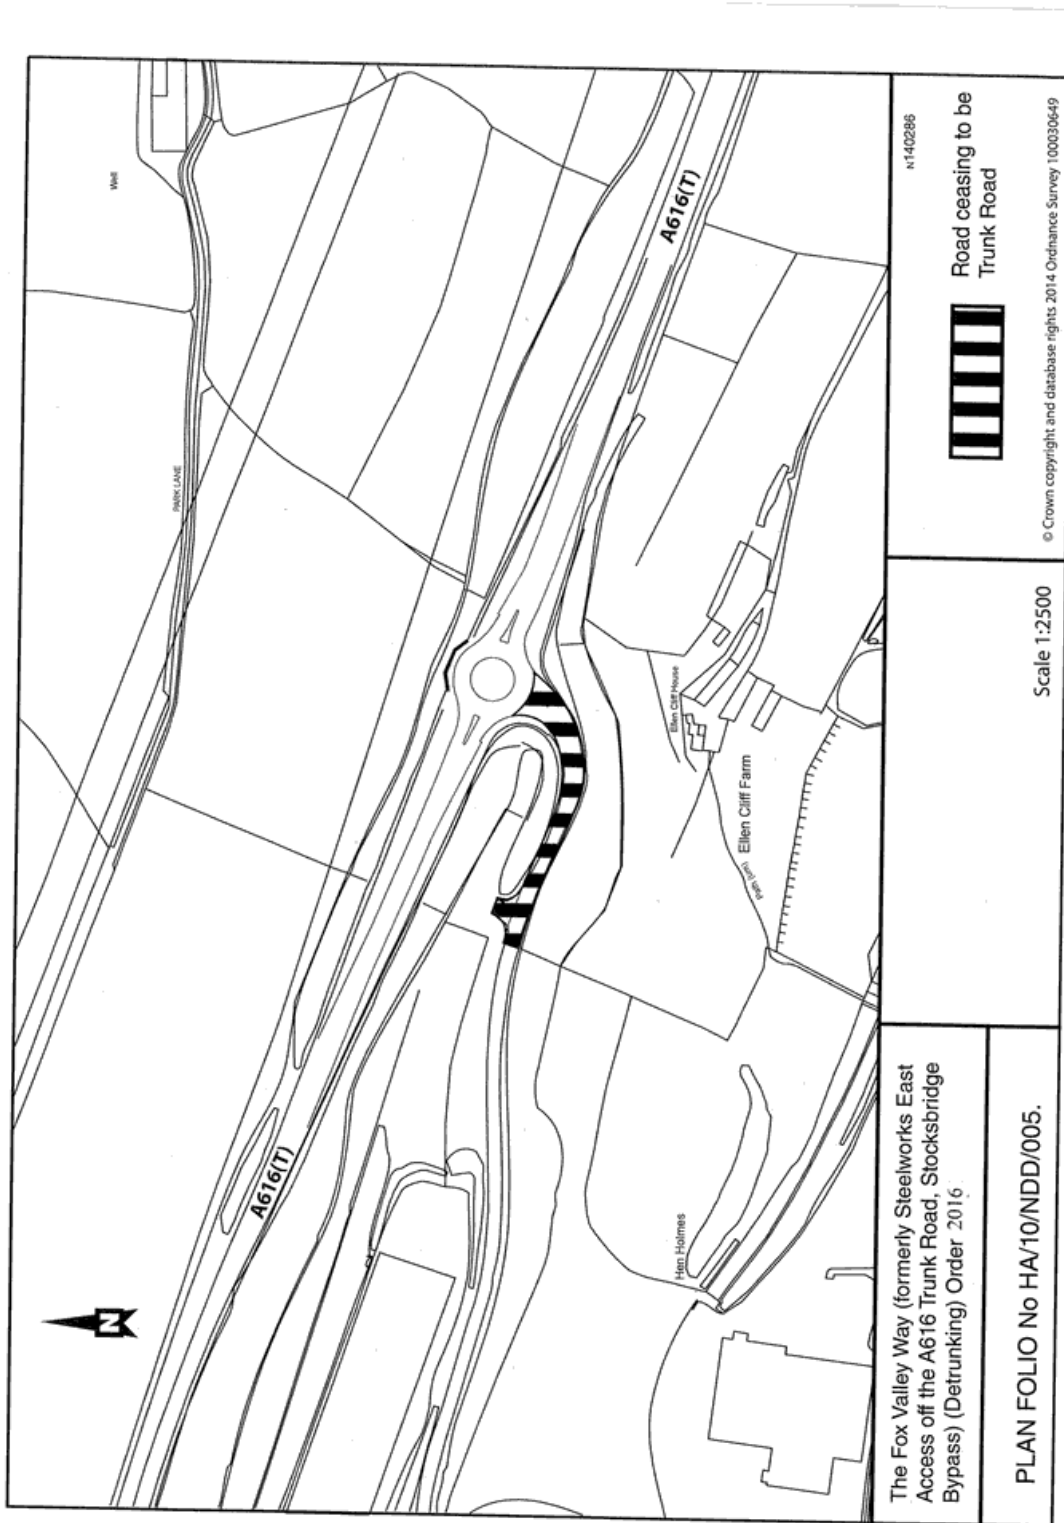 Well
PARK LANE
A616(T)
A616(T)
N
Ellen Cliff House
Ellen Cliff Farm
Path (um)
Hen Holmes
The Fox Valley Way (formerly Steelworks East
Access off the A616 Trunk Road, Stocksbridge
Bypass) (Detrunking) Order 2016
PLAN FOLIO No HA/10/NDD/005.
Scale 1:2500
N140286
Road ceasing to be
Trunk Road
© Crown copyright and database rights 2014 Ordnance Survey 100030649